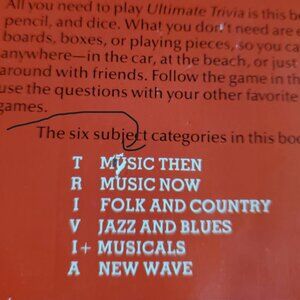 All you need to play Ultimate Trivia is this b
pencil, and dice. What you don't need are
boards, boxes, or playing pieces, so you ca
anywhere—in the car, at the beach, or just
around with friends. Follow the game in th
use the questions with your other favorite
games.
The six subject categories in this boo
T MUSIC THEN
R MUSIC NOW
I FOLK AND COUNTRY
V JAZZ AND BLUES
I+ MUSICALS
A NEW WAVE